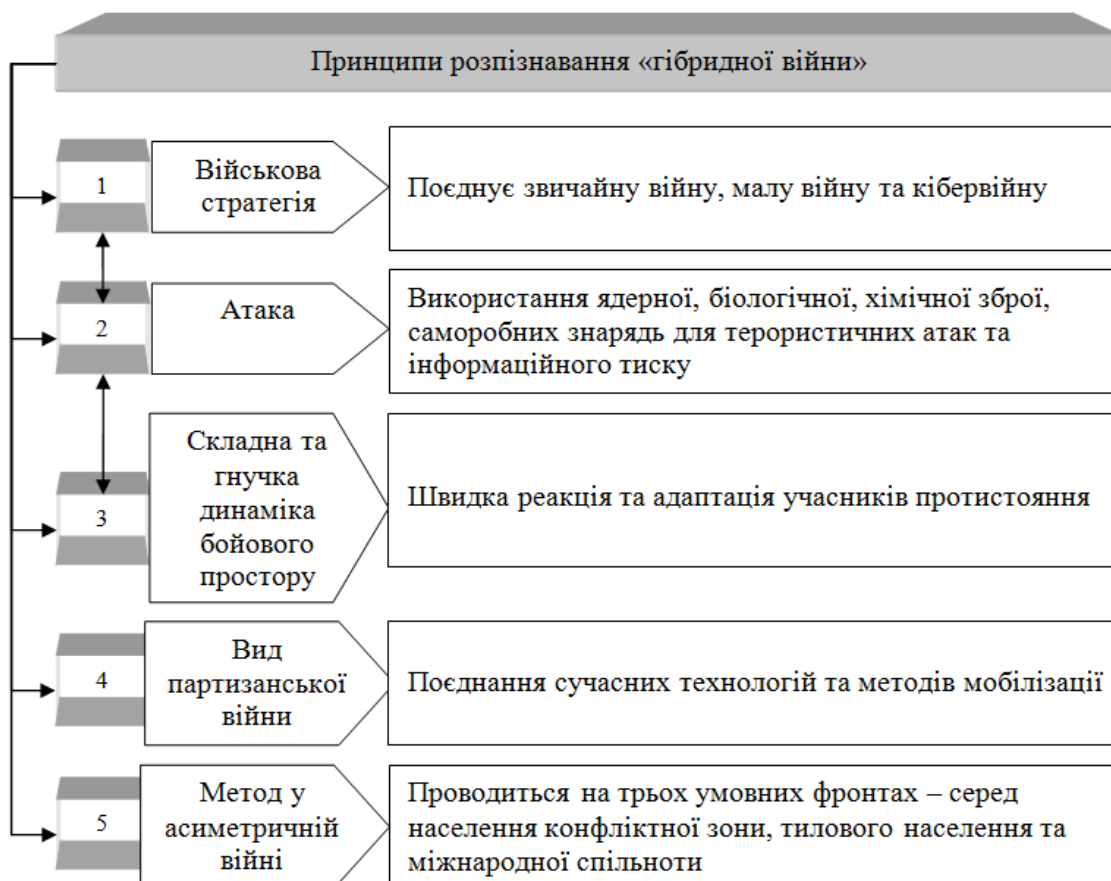 Принципи розпізнавання «гібридної війни»
1
Військова
стратегія
Поєднує звичайну війну, малу війну та кібервійну
2
Атака
Використання ядерної, біологічної, хімічної зброї,
саморобних знарядь для терористичних атак та
інформаційного тиску
3
Складна та
гнучка
динаміка
бойового
простору
Швидка реакція та адаптація учасників протистояння
4
Вид
партизанської
війни
Поєднання сучасних технологій та методів мобілізації
5
Метод у
асиметричній
війні
Проводиться на трьох умовних фронтах – серед
населення конфліктної зони, тилового населення та
міжнародної спільноти